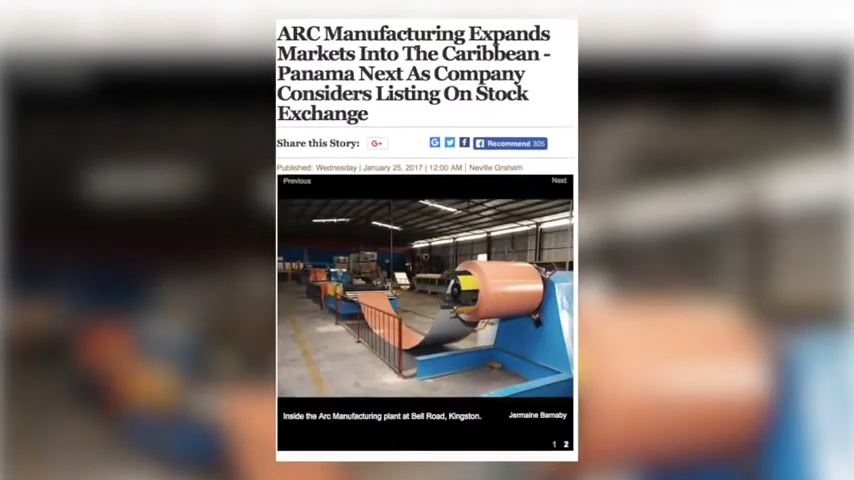 ARC Manufacturing Expands
Markets Into The Caribbean -
Panama Next As Company
Considers Listing On Stock
Exchange
Share this Story: G+ G Recommend 305
Published: Wednesday | January 25, 2017 | 12:00 AM | Neville Graham
Previous Next
Inside the Arc Manufacturing plant at Bell Road, Kingston. Jermaine Barnaby
1 2